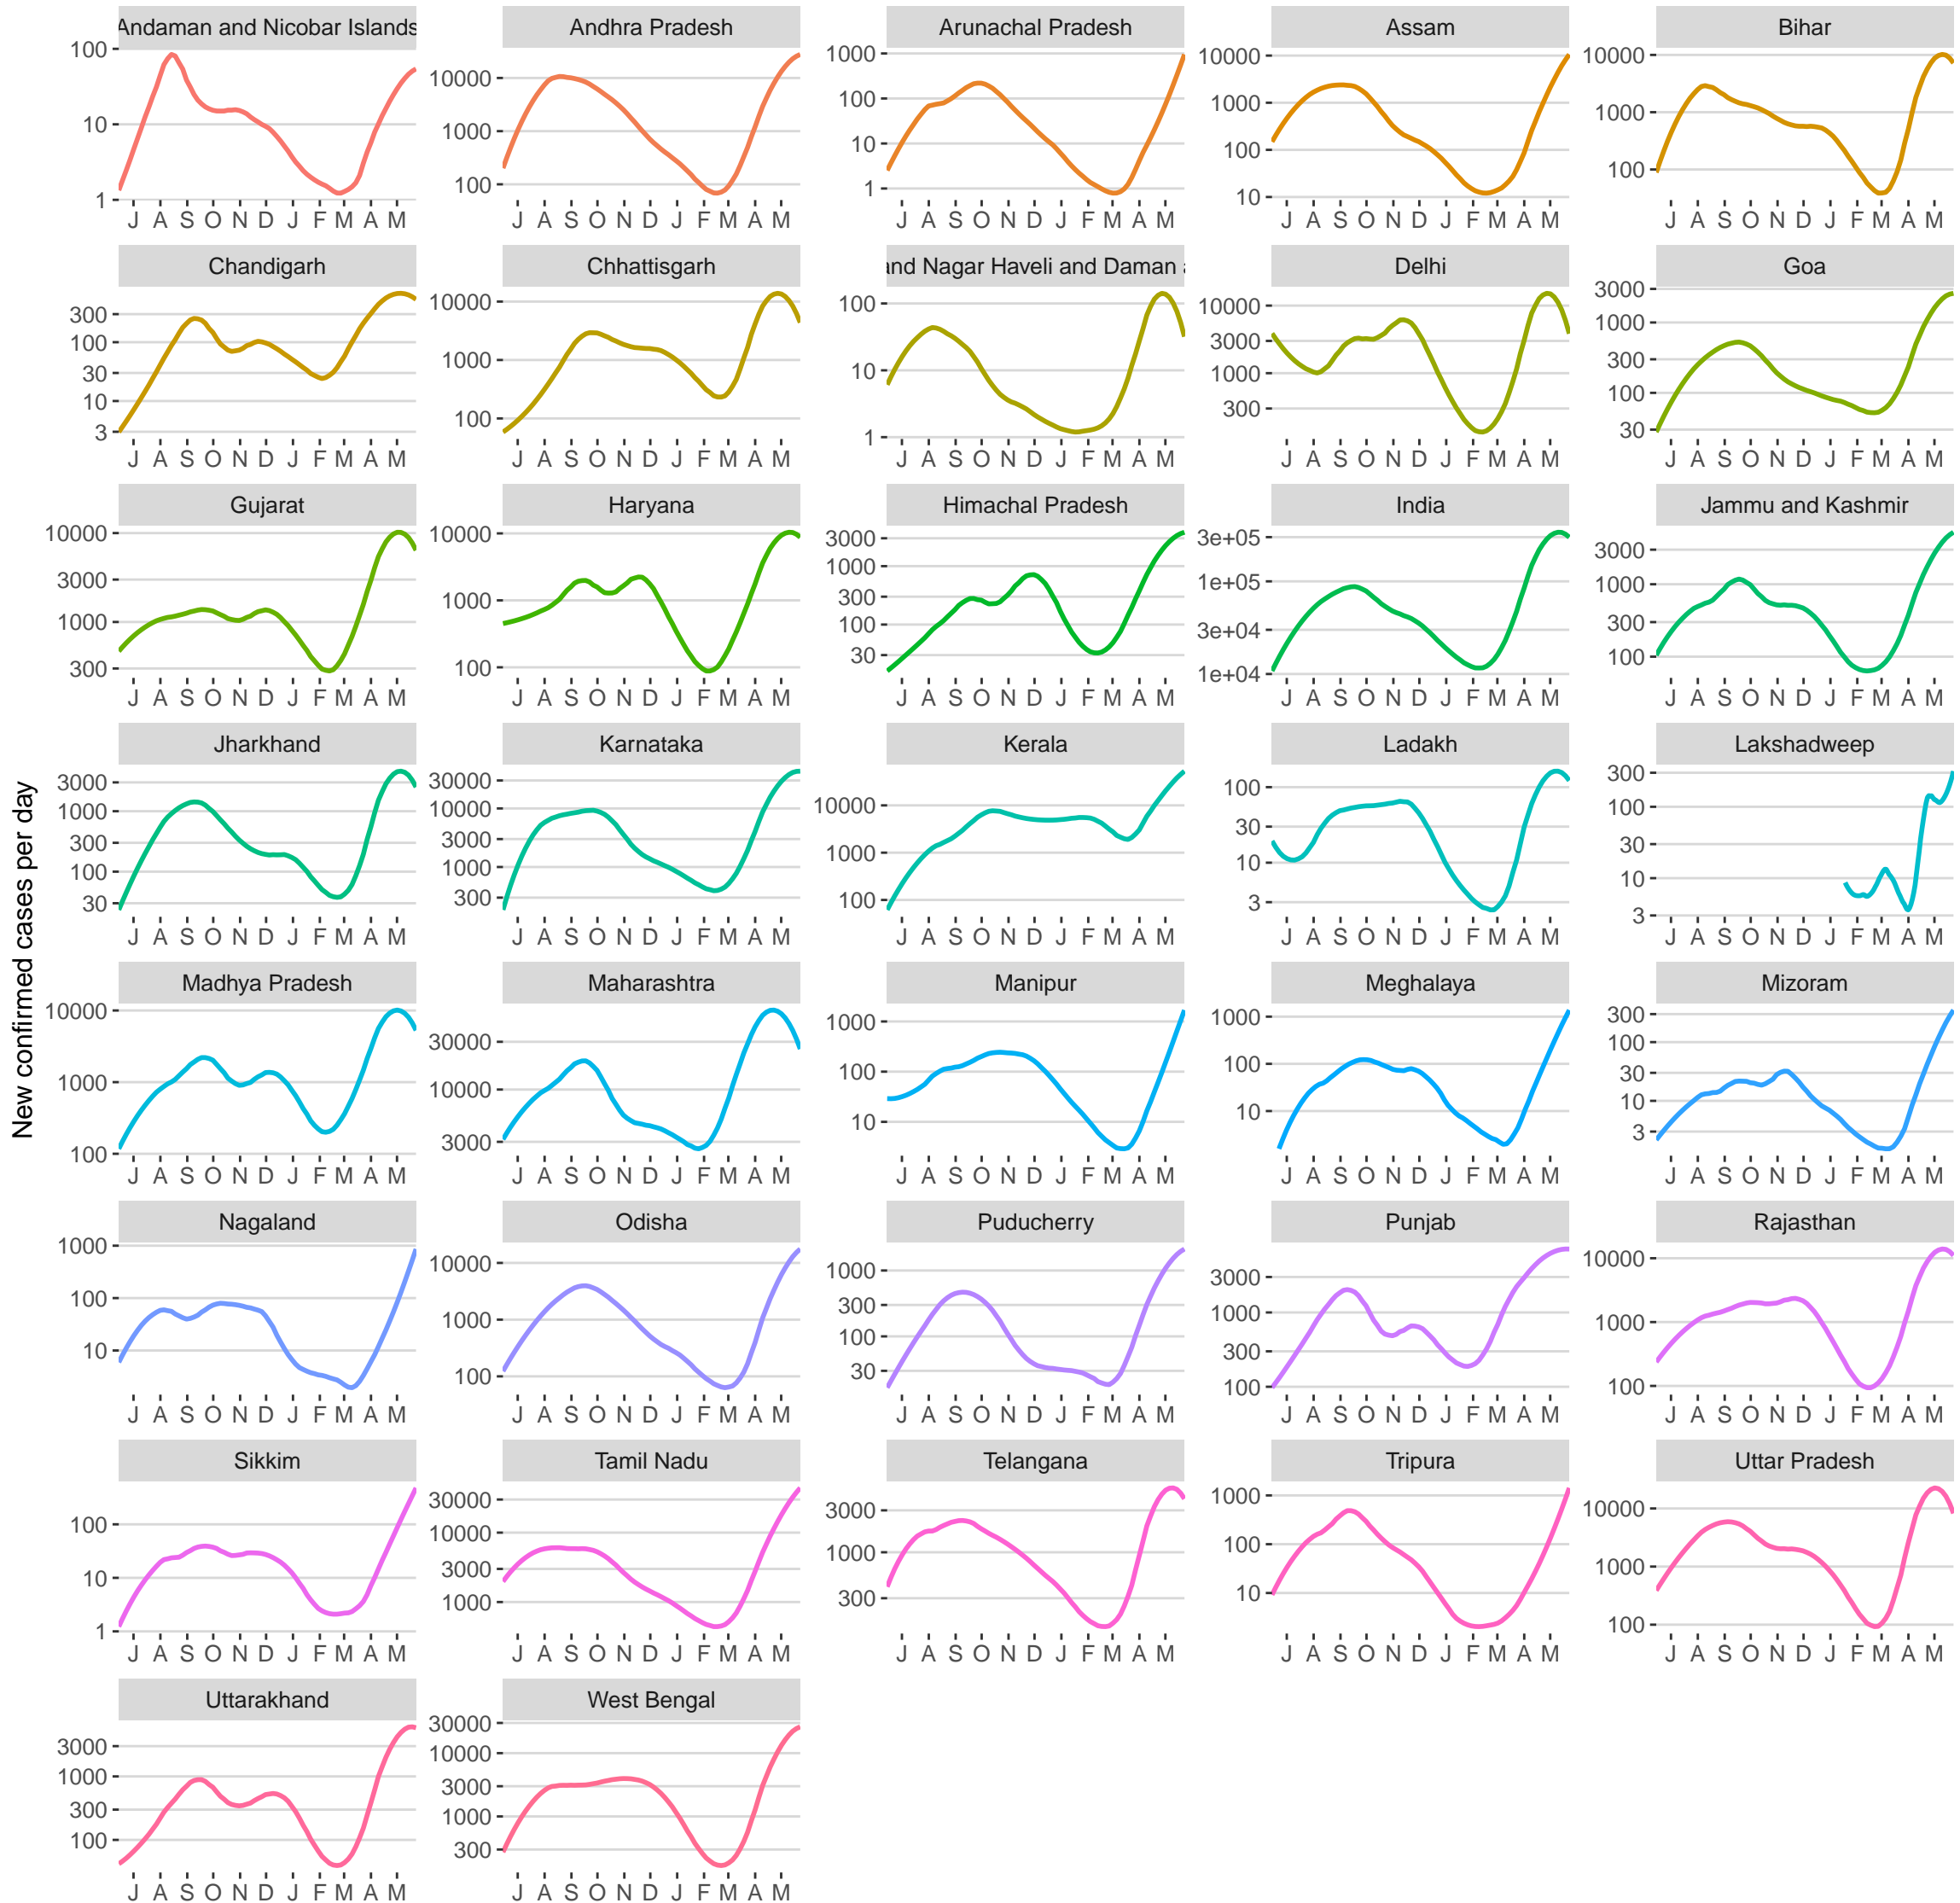 New confirmed cases per day
Andaman and Nicobar Islands
100
10
1
J A S O N D J F M A M
Andhra Pradesh
10000
1000
100
J A S O N D J F M A M
Arunachal Pradesh
1000
100
10
1
J A S O N D J F M A M
Assam
10000
1000
100
10
J A S O N D J F M A M
Bihar
10000
1000
100
J A S O N D J F M A M
Chandigarh
300
100
30
10
3
J A S O N D J F M A M
Chhattisgarh
10000
1000
100
J A S O N D J F M A M
and Nagar Haveli and Daman a
100
10
1
J A S O N D J F M A M
Delhi
10000
3000
1000
300
J A S O N D J F M A M
Goa
3000
1000
300
100
30
J A S O N D J F M A M
Gujarat
10000
3000
1000
300
J A S O N D J F M A M
Haryana
10000
1000
100
J A S O N D J F M A M
Himachal Pradesh
3000
1000
300
100
30
J A S O N D J F M A M
India
3e+05
1e+05
3e+04
1e+04
J A S O N D J F M A M
Jammu and Kashmir
3000
1000
300
100
J A S O N D J F M A M
Jharkhand
3000
1000
300
100
30
J A S O N D J F M A M
Karnataka
30000
10000
3000
1000
300
J A S O N D J F M A M
Kerala
10000
1000
100
J A S O N D J F M A M
Ladakh
100
30
10
3
J A S O N D J F M A M
Lakshadweep
300
100
30
10
3
J A S O N D J F M A M
Madhya Pradesh
10000
1000
100
J A S O N D J F M A M
Maharashtra
30000
10000
3000
J A S O N D J F M A M
Manipur
1000
100
10
J A S O N D J F M A M
Meghalaya
1000
100
10
J A S O N D J F M A M
Mizoram
300
100
30
10
3
J A S O N D J F M A M
Nagaland
1000
100
10
J A S O N D J F M A M
Odisha
10000
1000
100
J A S O N D J F M A M
Puducherry
1000
300
100
30
J A S O N D J F M A M
Punjab
3000
1000
300
100
J A S O N D J F M A M
Rajasthan
10000
1000
100
J A S O N D J F M A M
Sikkim
100
10
1
J A S O N D J F M A M
Tamil Nadu
30000
10000
3000
1000
J A S O N D J F M A M
Telangana
3000
1000
300
J A S O N D J F M A M
Tripura
1000
100
10
J A S O N D J F M A M
Uttar Pradesh
10000
1000
100
J A S O N D J F M A M
Uttarakhand
3000
1000
300
100
J A S O N D J F M A M
West Bengal
30000
10000
3000
1000
300
J A S O N D J F M A M